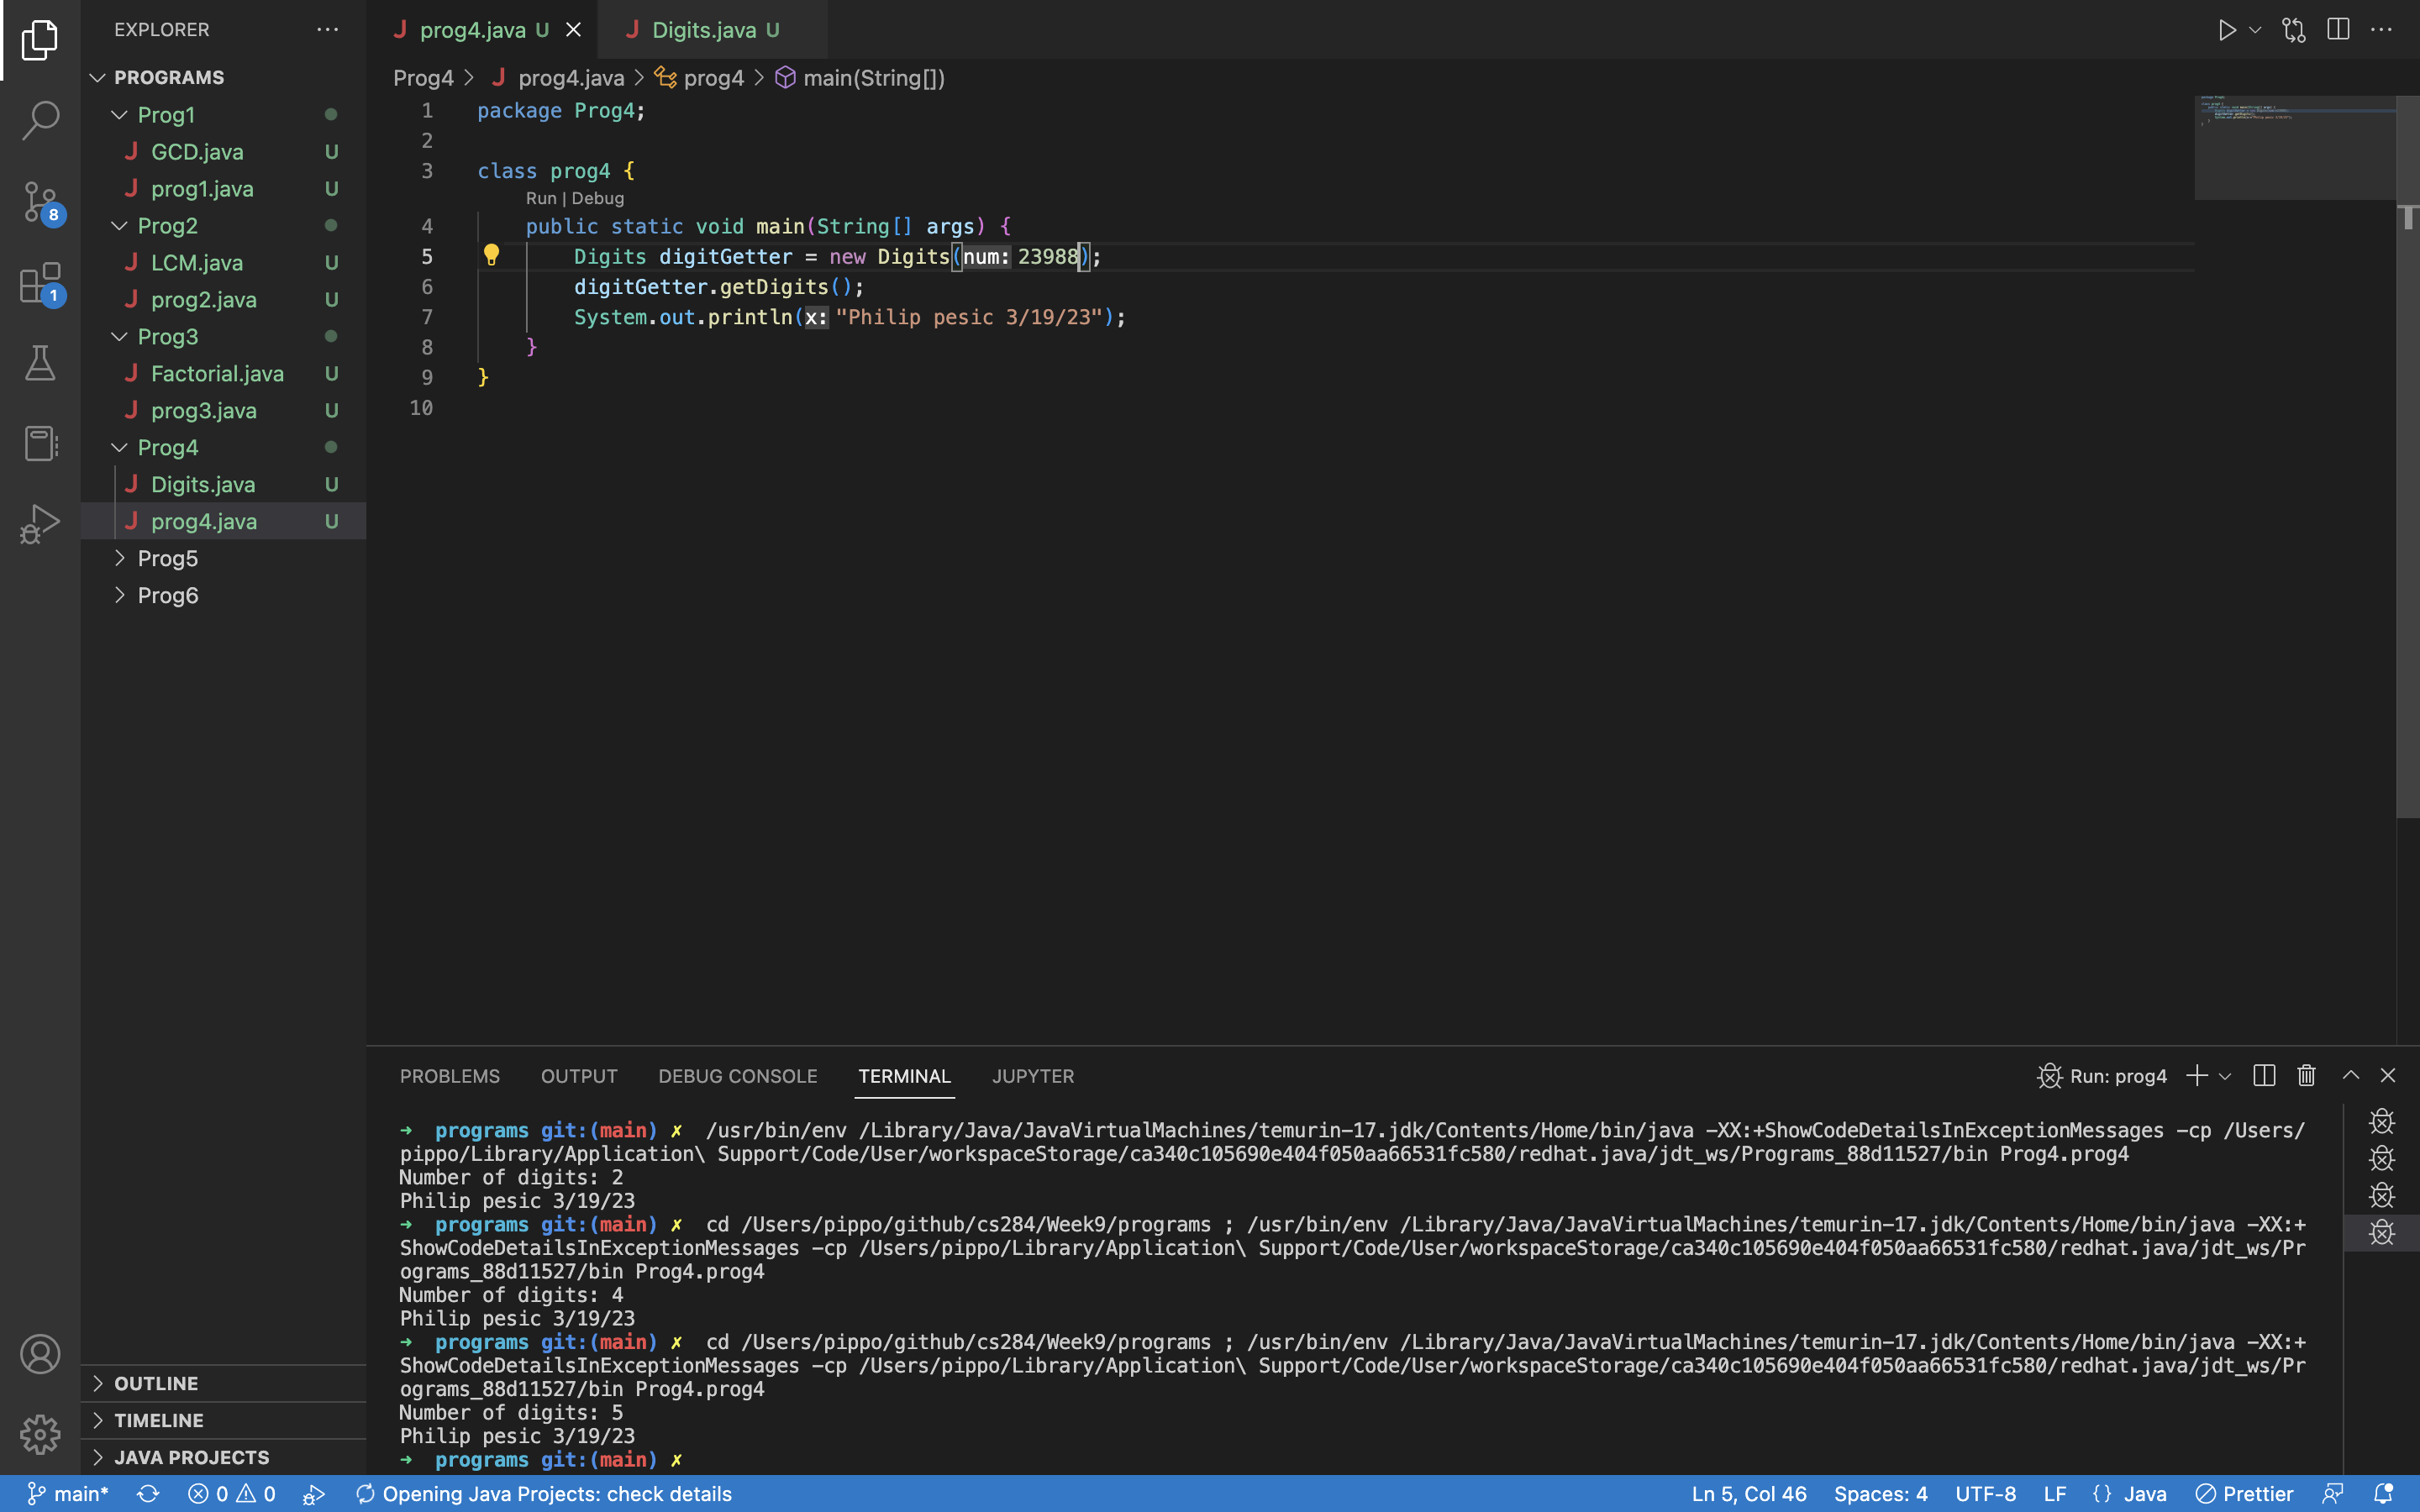 EXPLORER
PROGRAMS
Prog1
J GCD.java U
J prog1.java U
Prog2
J LCM.java U
J prog2.java U
Prog3
J Factorial.java U
J prog3.java U
Prog4
J Digits.java U
J prog4.java U
Prog5
Prog6
OUTLINE
TIMELINE
JAVA PROJECTS
8
1
J prog4.java U
J Digits.java U
Prog4 > J prog4.java > prog4 > main(String[])
1 package Prog4;
2
3 class prog4 {
Run | Debug
4 public static void main(String[] args) {
5 Digits digitGetter = new Digits(num: 23988);
6 digitGetter.getDigits();
7 System.out.println(x: "Philip pesic 3/19/23");
8 }
9 }
10
PROBLEMS OUTPUT DEBUG CONSOLE TERMINAL JUPYTER
Run: prog4
➜ programs git:(main) ✗ /usr/bin/env /Library/Java/JavaVirtualMachines/temurin-17.jdk/Contents/Home/bin/java -XX:+ShowCodeDetailsInExceptionMessages -cp /Users/
pippo/Library/Application\ Support/Code/User/workspaceStorage/ca340c105690e404f050aa66531fc580/redhat.java/jdt_ws/Programs_88d11527/bin Prog4.prog4
Number of digits: 2
Philip pesic 3/19/23
➜ programs git:(main) ✗ cd /Users/pippo/github/cs284/Week9/programs ; /usr/bin/env /Library/Java/JavaVirtualMachines/temurin-17.jdk/Contents/Home/bin/java -XX:+
ShowCodeDetailsInExceptionMessages -cp /Users/pippo/Library/Application\ Support/Code/User/workspaceStorage/ca340c105690e404f050aa66531fc580/redhat.java/jdt_ws/Pr
ograms_88d11527/bin Prog4.prog4
Number of digits: 4
Philip pesic 3/19/23
➜ programs git:(main) ✗ cd /Users/pippo/github/cs284/Week9/programs ; /usr/bin/env /Library/Java/JavaVirtualMachines/temurin-17.jdk/Contents/Home/bin/java -XX:+
ShowCodeDetailsInExceptionMessages -cp /Users/pippo/Library/Application\ Support/Code/User/workspaceStorage/ca340c105690e404f050aa66531fc580/redhat.java/jdt_ws/Pr
ograms_88d11527/bin Prog4.prog4
Number of digits: 5
Philip pesic 3/19/23
➜ programs git:(main) ✗
main* 0 0 Opening Java Projects: check details Ln 5, Col 46 Spaces: 4 UTF-8 LF {} Java Prettier